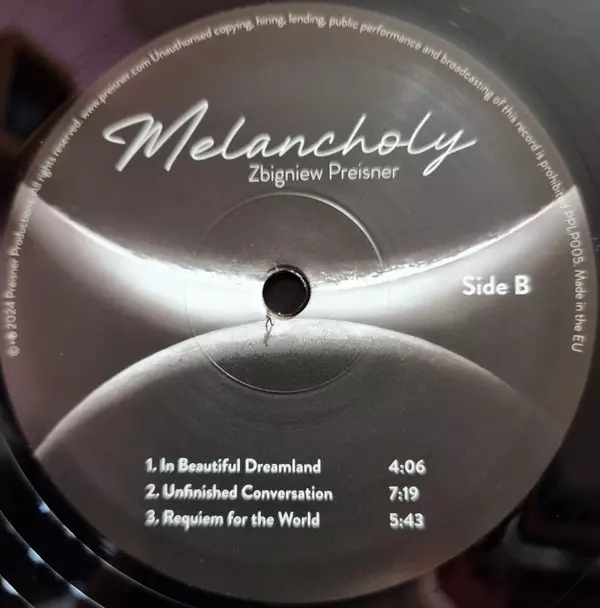 ℗+© 2024 Preisner Productions. All rights reserved. www.preisner.com Unauthorised copying, hiring, lending, public performance and broadcasting of this record is prohibited PPLP005. Made in the EU
Melancholy
Zbigniew Preisner
Side B
1. In Beautiful Dreamland 4:06
2. Unfinished Conversation 7:19
3. Requiem for the World 5:43